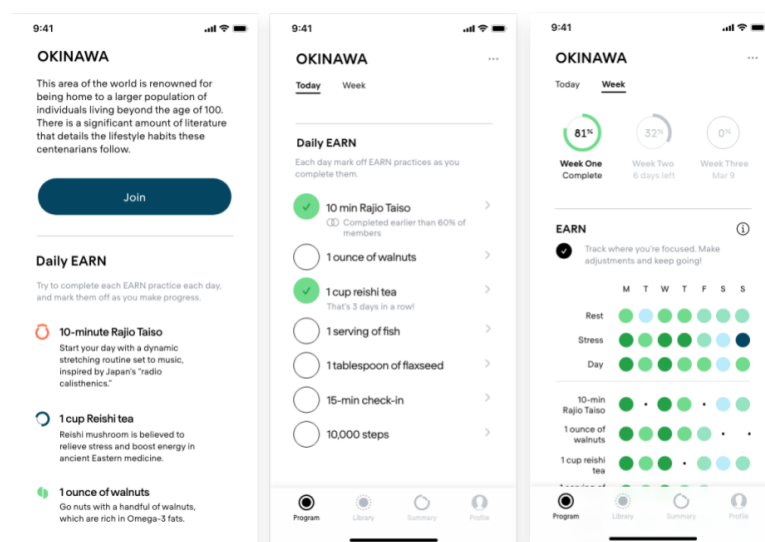 9:41
OKINAWA
This area of the world is renowned for
being home to a larger population of
individuals living beyond the age of 100.
There is a significant amount of literature
that details the lifestyle habits these
centenarians follow.
Join
Daily EARN
Try to complete each EARN practice each day,
and mark them off as you make progress.
10-minute Rajio Taiso
Start your day with a dynamic
stretching routine set to music,
inspired by Japan's "radio
calisthenics."
1 cup Reishi tea
Reishi mushroom is believed to
relieve stress and boost energy in
ancient Eastern medicine.
1 ounce of walnuts
Go nuts with a handful of walnuts,
which are rich in Omega-3 fats.
9:41
OKINAWA
Today Week
Daily EARN
Each day mark off EARN practices as you
complete them.
10 min Rajio Taiso
Completed earlier than 60% of
members
1 ounce of walnuts
1 cup reishi tea
That's 3 days in a row!
1 serving of fish
1 tablespoon of flaxseed
15-min check-in
10,000 steps
Program Library Summary Profile
9:41
OKINAWA
Today Week
81% 32% 0%
Week One Week Two Week Three
Complete 6 days left Mar 9
EARN
Track where you're focused. Make
adjustments and keep going!
M T W T F S S
Rest
Stress
Day
10-min
Rajio Taiso
1 ounce of
walnuts
1 cup reishi
tea
Program Library Summary Profile